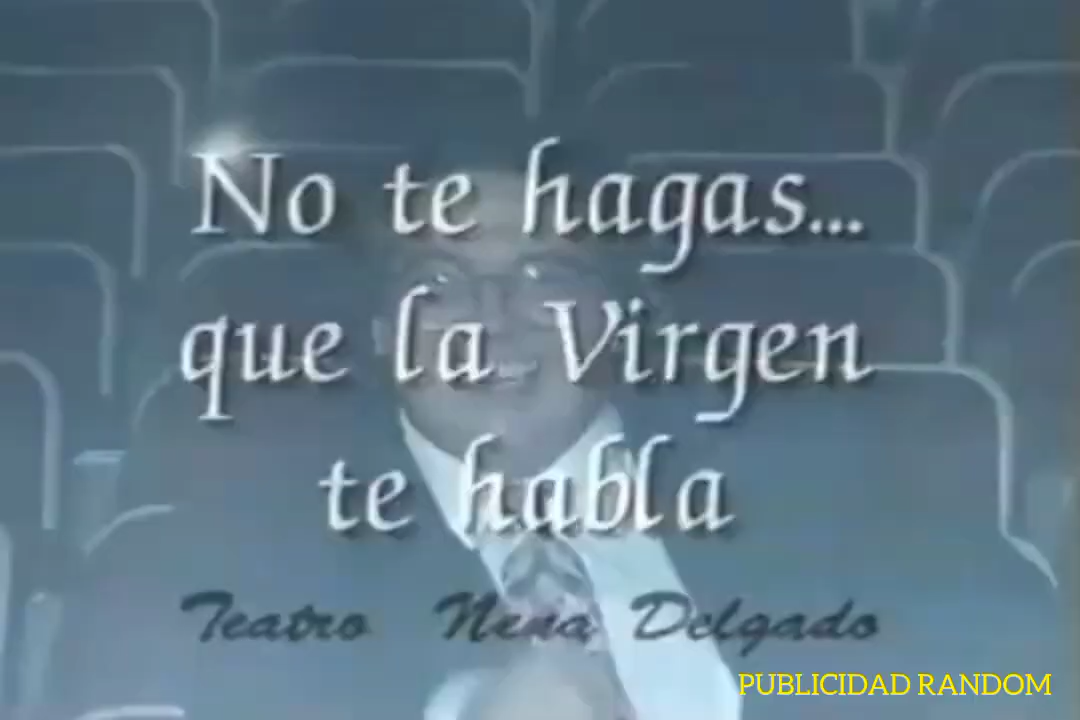 No te hagas...
que la Virgen
te habla
Teatro Nena Delgado
PUBLICIDAD RANDOM